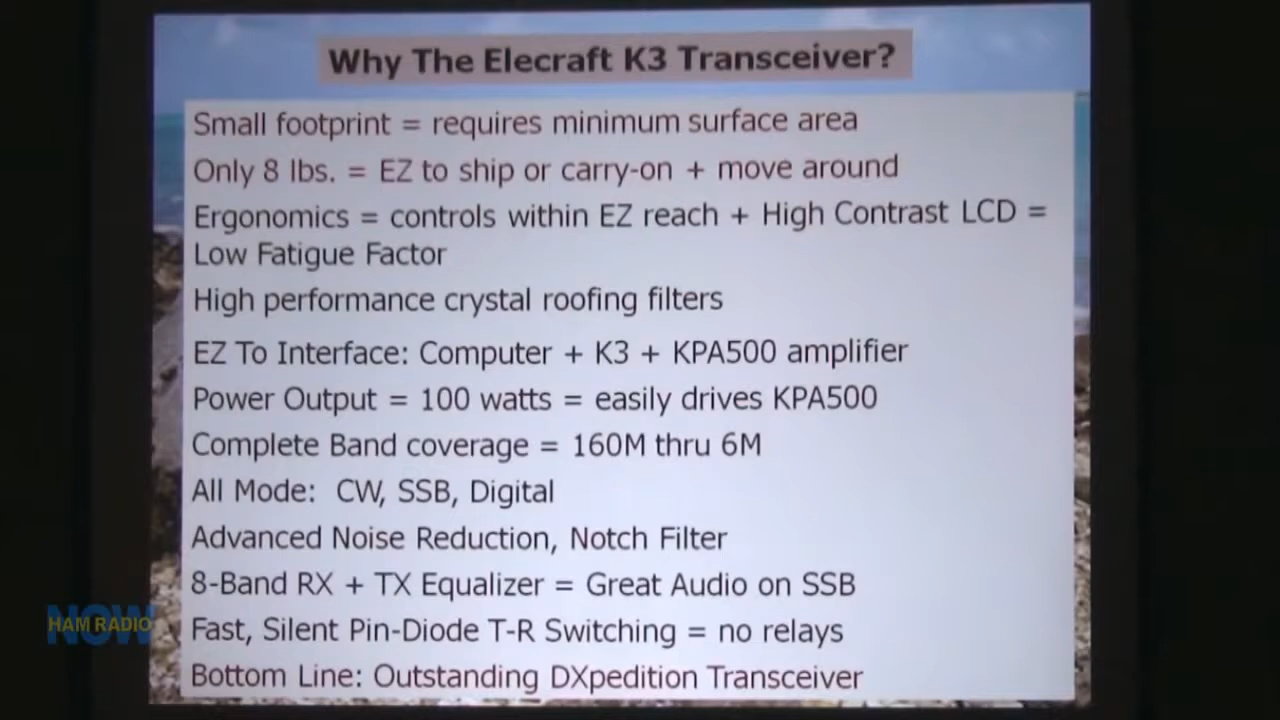 Why The Elecraft K3 Transceiver?
Small footprint = requires minimum surface area
Only 8 lbs. = EZ to ship or carry-on + move around
Ergonomics = controls within EZ reach + High Contrast LCD =
Low Fatigue Factor
High performance crystal roofing filters
EZ To Interface: Computer + K3 + KPA500 amplifier
Power Output = 100 watts = easily drives KPA500
Complete Band coverage = 160M thru 6M
All Mode: CW, SSB, Digital
Advanced Noise Reduction, Notch Filter
8-Band RX + TX Equalizer = Great Audio on SSB
Fast, Silent Pin-Diode T-R Switching = no relays
Bottom Line: Outstanding DXpedition Transceiver
NOW
HAM RADIO